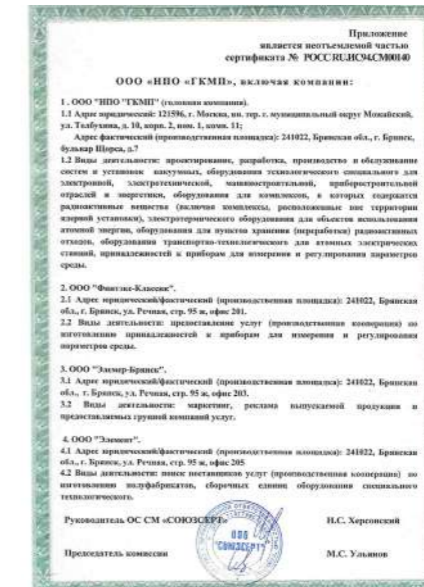 Приложение
является неотъемлемой частью
сертификата № РОСС RU.ИС94.СМ00140
ООО «НПО «ГКМП», включая компании:
1. ООО "НПО "ГКМП" (головная компания).
1.1 Адрес юридический: 121596, г. Москва, вн. тер. г. муниципальный округ Можайский,
ул. Толбухина, д. 10, корп. 2, пом. 1, комн. 11;
Адрес фактический (производственная площадка): 241022, Брянская обл., г. Брянск,
бульвар Щорса, д.7
1.2 Виды деятельности: проектирование, разработка, производство и обслуживание
систем и установок вакуумных, оборудования технологического специального для
электронной, электротехнической, машиностроительной, приборостроительной
отраслей и энергетики, оборудования для комплексов, в которых содержатся
радиоактивные вещества (включая комплексы, расположенные вне территории
ядерной установки), электротермического оборудования для объектов использования
атомной энергии, оборудования для пунктов хранения (переработки) радиоактивных
отходов, оборудования транспортно-технологического для атомных электрических
станций, принадлежностей к приборам для измерения и регулирования параметров
среды.
2. ООО "Финтэкс-Классик".
2.1 Адрес юридический/фактический (производственная площадка): 241022, Брянская
обл., г. Брянск, ул. Речная, стр. 95 ж, офис 201.
2.2 Виды деятельности: предоставление услуг (производственная кооперация) по
изготовлению принадлежностей к приборам для измерения и регулирования
параметров среды.
3. ООО "Элемер-Брянск".
3.1 Адрес юридический/фактический (производственная площадка): 241022, Брянская
обл., г. Брянск, ул. Речная, стр. 95 ж, офис 203.
3.2 Виды деятельности: маркетинг, реклама выпускаемой продукции и
предоставляемых группой компаний услуг.
4. ООО "Элемент".
4.1 Адрес юридический/фактический (производственная площадка): 241022, Брянская
обл., г. Брянск, ул. Речная, стр. 95 ж, офис 205
4.2 Виды деятельности: поиск поставщиков услуг (производственная кооперация) по
изготовлению полуфабрикатов, сборочных единиц оборудования специального
технологического.
Руководитель ОС СМ «СОЮЗСЕРТ» Н.С. Херсонский
ООО
"СОЮЗСЕРТ"
Председатель комиссии М.С. Ульянов